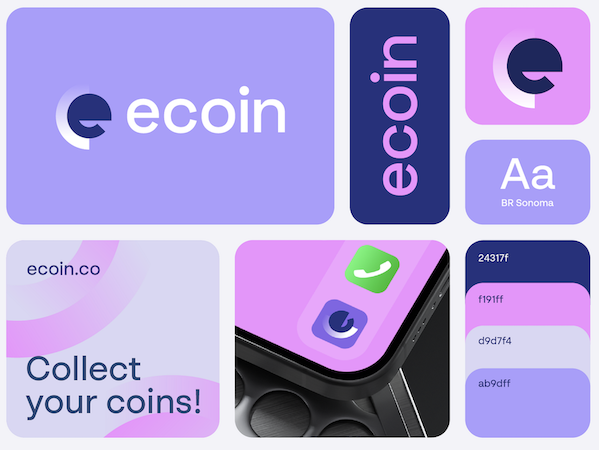 ecoin
ecoin
Aa
BR Sonoma
ecoin.co
Collect
your coins!
24317f
f191ff
d9d7f4
ab9dff